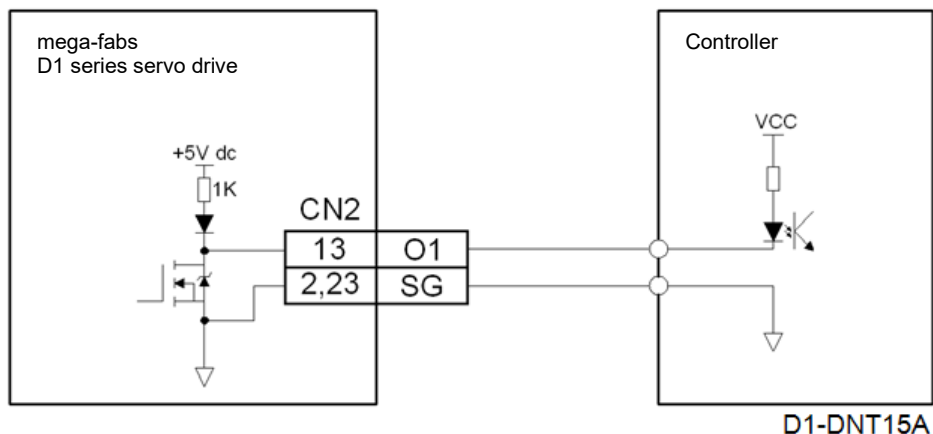 mega-fabs
D1 series servo drive
Controller
VCC
+5V dc
1K
CN2
13 O1
2,23 SG
D1-DNT15A